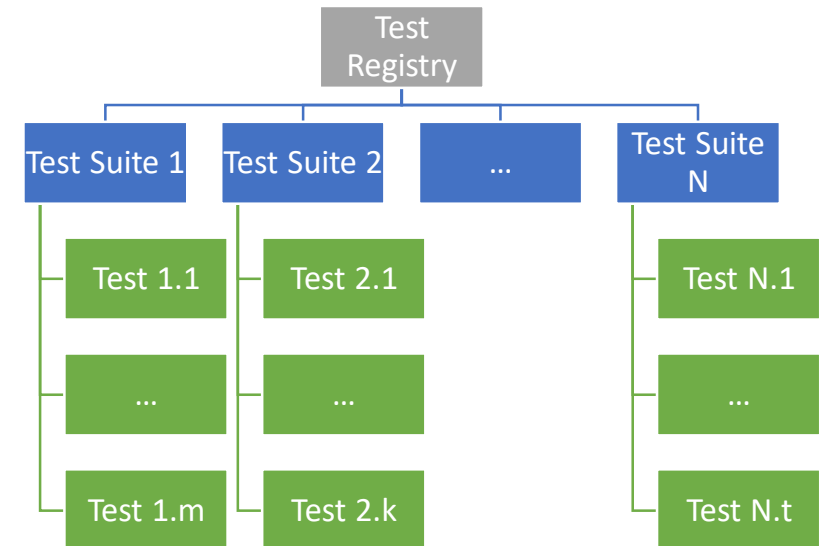 Test
Registry
Test Suite 1
Test Suite 2
...
Test Suite
N
Test 1.1
Test 2.1
Test N.1
...
...
...
Test 1.m
Test 2.k
Test N.t